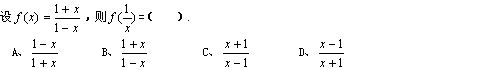 设 f(x) = (1+x)/(1−x)，则 f(1/x) = （  ）.
A、(1−x)/(1+x)  B、(1+x)/(1−x)  C、(x+1)/(x−1)  D、(x−1)/(x+1)